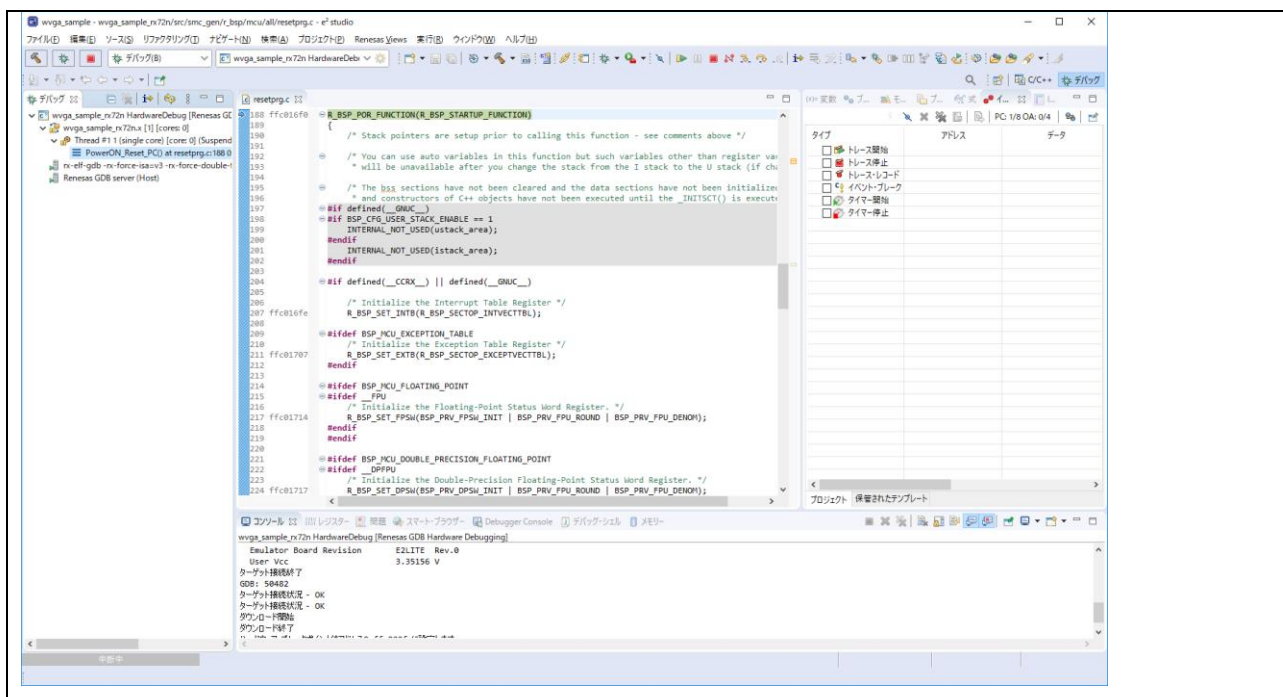 wvga_sample - wvga_sample_rx72n/src/smc_gen/r_bsp/mcu/all/resetprg.c - e² studio
ファイル(F) 編集(E) ソース(S) リファクタリング(T) ナビゲート(N) 検索(A) プロジェクト(P) Renesas Views 実行(R) ウィンドウ(W) ヘルプ(H)
デバッグ(B) wvga_sample_rx72n HardwareDebu
C/C++ デバッグ
デバッグ
wvga_sample_rx72n HardwareDebug [Renesas GD
wvga_sample_rx72n.x [1] [cores: 0]
Thread #1 1 (single core) [core: 0] (Suspend
PowerON_Reset_PC() at resetprg.c:188 0
rx-elf-gdb -rx-force-isa=v3 -rx-force-double-f
Renesas GDB server (Host)
resetprg.c
188 ffc016f0 R_BSP_POR_FUNCTION(R_BSP_STARTUP_FUNCTION)
189 {
190 /* Stack pointers are setup prior to calling this function - see comments above */
191
192 /* You can use auto variables in this function but such variables other than register va
193 * will be unavailable after you change the stack from the I stack to the U stack (if cha
194
195 /* The bss sections have not been cleared and the data sections have not been initialize
196 * and constructors of C++ objects have not been executed until the _INITSCT() is execut
197 #if defined(__GNUC__)
198 #if BSP_CFG_USER_STACK_ENABLE == 1
199 INTERNAL_NOT_USED(ustack_area);
200 #endif
201 INTERNAL_NOT_USED(istack_area);
202 #endif
203
204 #if defined(__CCRX__) || defined(__GNUC__)
205
206 /* Initialize the Interrupt Table Register */
207 ffc016fe R_BSP_SET_INTB(R_BSP_SECTOP_INTVECTTBL);
208
209 #ifdef BSP_MCU_EXCEPTION_TABLE
210 /* Initialize the Exception Table Register */
211 ffc01707 R_BSP_SET_EXTB(R_BSP_SECTOP_EXCEPTVECTTBL);
212 #endif
213
214 #ifdef BSP_MCU_FLOATING_POINT
215 #ifdef __FPU
216 /* Initialize the Floating-Point Status Word Register. */
217 ffc01714 R_BSP_SET_FPSW(BSP_PRV_FPSW_INIT | BSP_PRV_FPU_ROUND | BSP_PRV_FPU_DENOM);
218 #endif
219 #endif
220
221 #ifdef BSP_MCU_DOUBLE_PRECISION_FLOATING_POINT
222 #ifdef __DPFPU
223 /* Initialize the Double-Precision Floating-Point Status Word Register. */
224 ffc01717 R_BSP_SET_DPSW(BSP_PRV_DPSW_INIT | BSP_PRV_FPU_ROUND | BSP_PRV_FPU_DENOM);
変数 ブ... モ... ブ... 式 イ...
PC: 1/8 OA: 0/4
タイプ アドレス データ
トレース開始
トレース停止
トレース・レコード
イベント・ブレーク
タイマー開始
タイマー停止
プロジェクト 保管されたテンプレート
コンソール レジスター 問題 スマート・ブラウザー Debugger Console デバッグ・シェル メモリー
wvga_sample_rx72n HardwareDebug [Renesas GDB Hardware Debugging]
Emulator Board Revision E2LITE Rev.0
User Vcc 3.35156 V
ターゲット接続終了
GDB: 50482
ターゲット接続状況 - OK
ターゲット接続状況 - OK
ダウンロード開始
ダウンロード終了
中断中